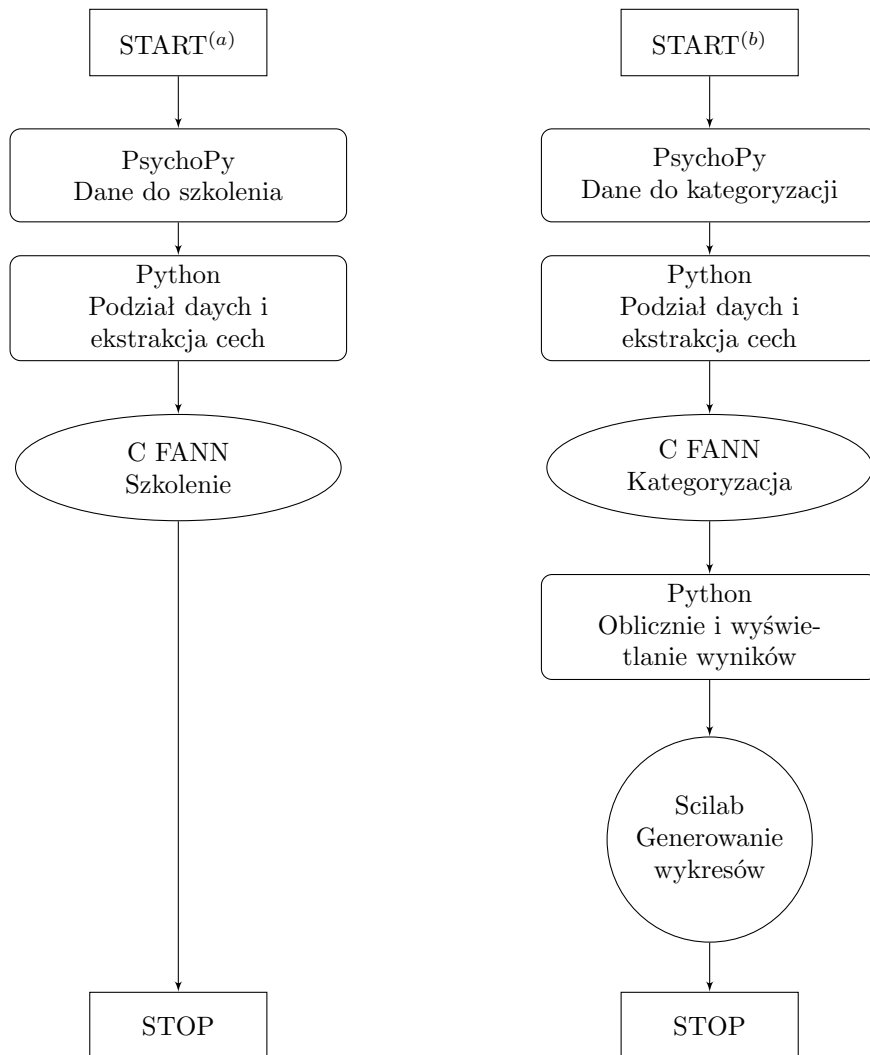 START(a)
PsychoPy
Dane do szkolenia
Python
Podział daych i
ekstrakcja cech
C FANN
Szkolenie
STOP
START(b)
PsychoPy
Dane do kategoryzacji
Python
Podział daych i
ekstrakcja cech
C FANN
Kategoryzacja
Python
Oblicznie i wyświe-
tlanie wyników
Scilab
Generowanie
wykresów
STOP